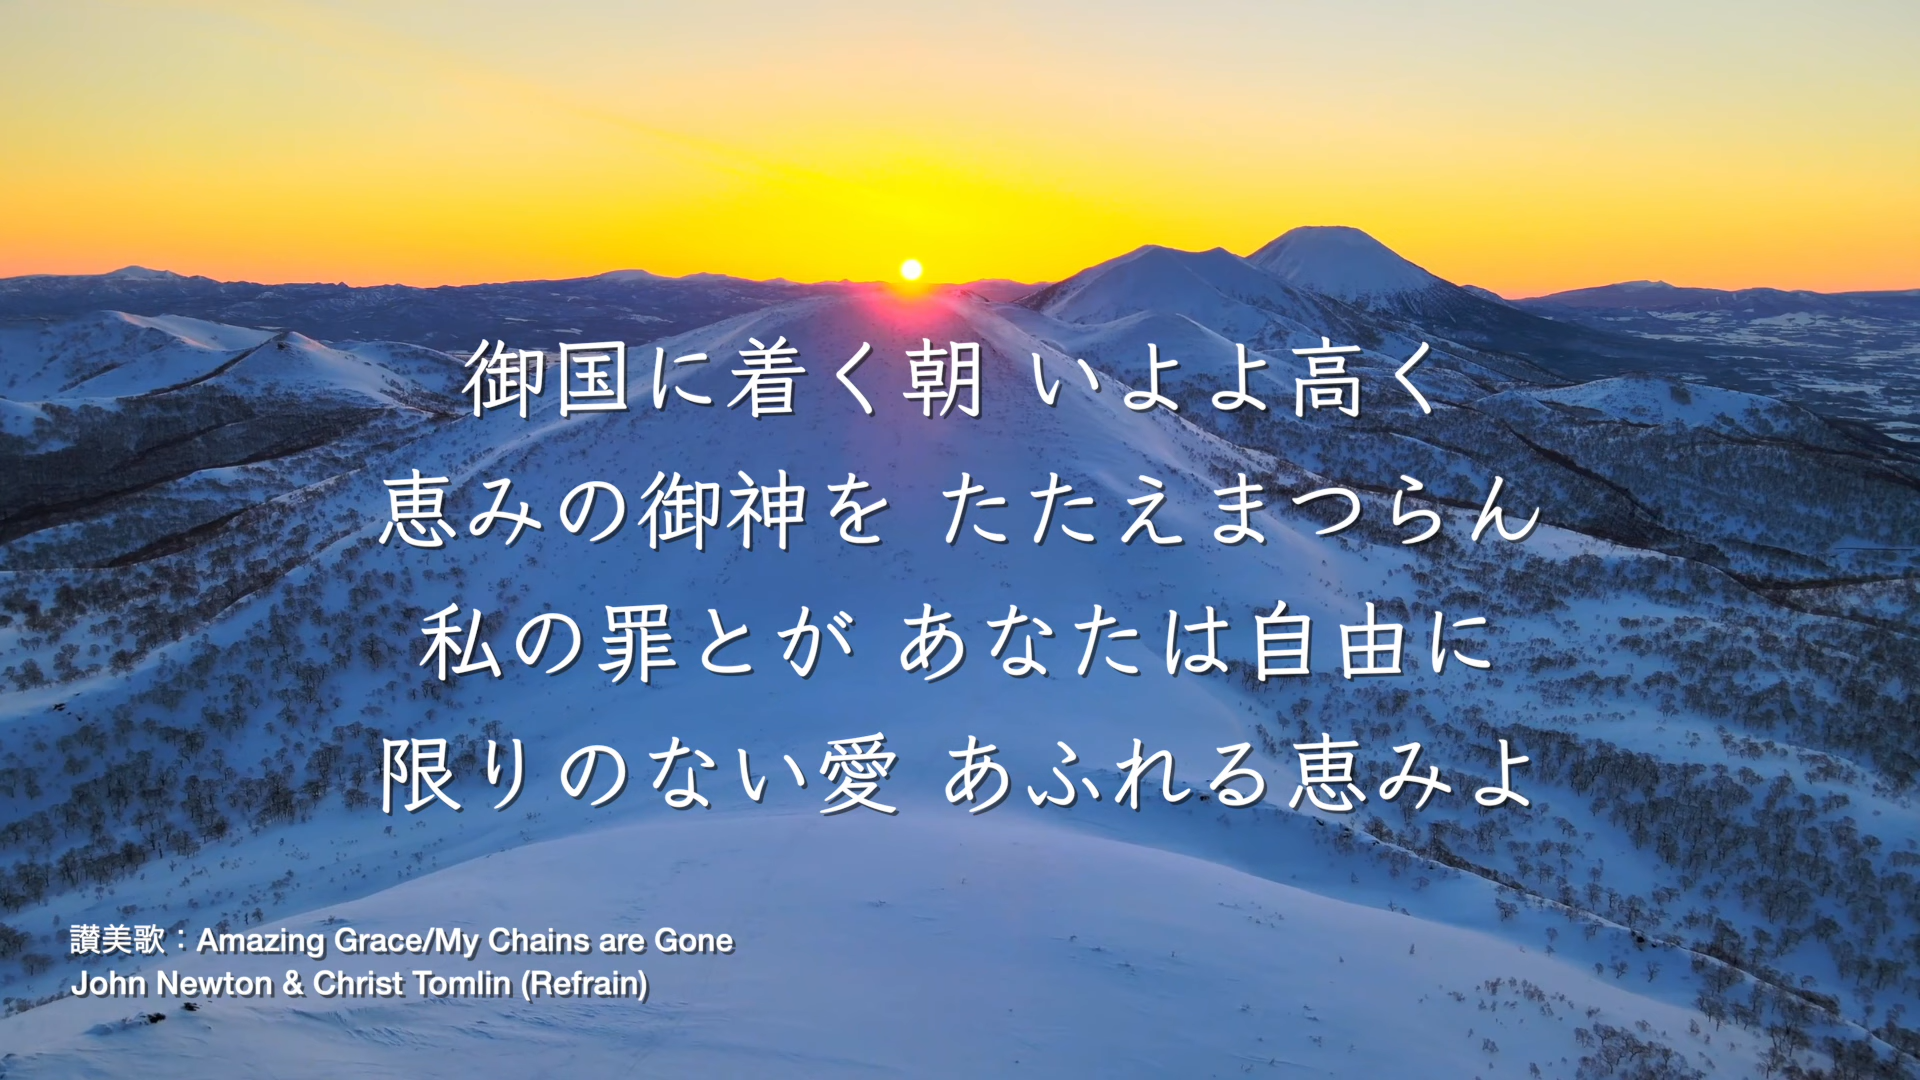 御国に着く朝 いよよ高く
恵みの御神を たたえまつらん
私の罪とが あなたは自由に
限りのない愛 あふれる恵みよ
讃美歌：Amazing Grace/My Chains are Gone
John Newton & Christ Tomlin (Refrain)